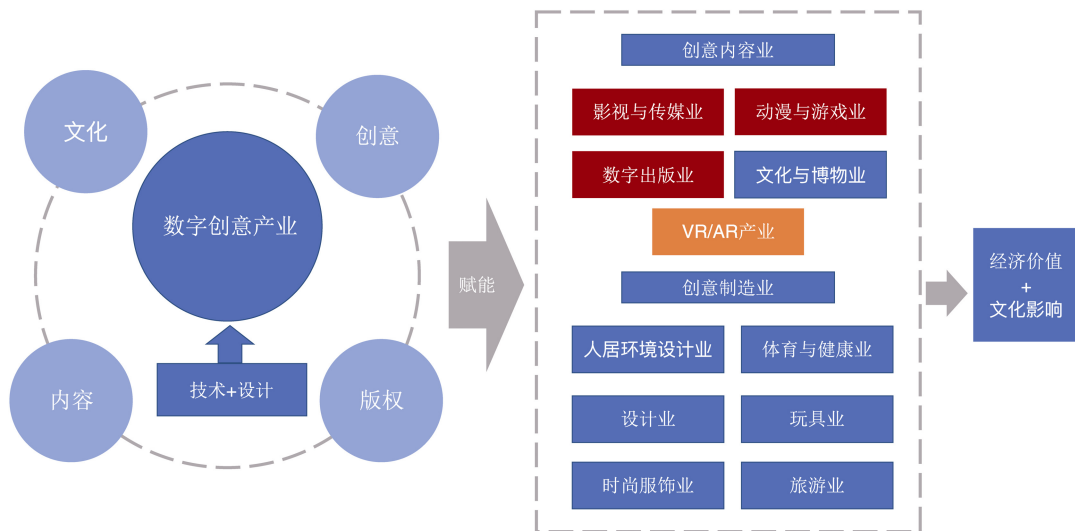 文化
创意
数字创意产业
技术+设计
内容
版权
赋能
创意内容业
影视与传媒业
动漫与游戏业
数字出版业
文化与博物业
VR/AR产业
创意制造业
人居环境设计业
体育与健康业
设计业
玩具业
时尚服饰业
旅游业
经济价值
+
文化影响